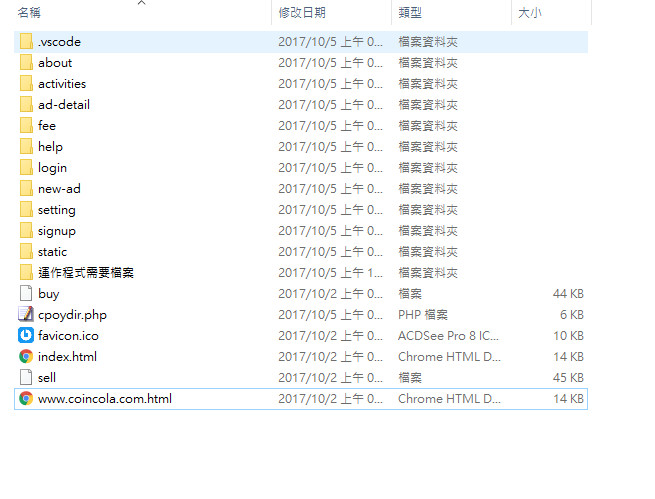 名稱 修改日期 類型 大小
.vscode 2017/10/5 上午 0... 檔案資料夾
about 2017/10/5 上午 0... 檔案資料夾
activities 2017/10/5 上午 0... 檔案資料夾
ad-detail 2017/10/5 上午 0... 檔案資料夾
fee 2017/10/5 上午 0... 檔案資料夾
help 2017/10/5 上午 0... 檔案資料夾
login 2017/10/5 上午 0... 檔案資料夾
new-ad 2017/10/5 上午 0... 檔案資料夾
setting 2017/10/5 上午 0... 檔案資料夾
signup 2017/10/5 上午 0... 檔案資料夾
static 2017/10/5 上午 0... 檔案資料夾
運作程式需要檔案 2017/10/5 上午 1... 檔案資料夾
buy 2017/10/2 上午 0... 檔案 44 KB
cpoydir.php 2017/10/5 上午 0... PHP 檔案 6 KB
favicon.ico 2017/10/2 上午 0... ACDSee Pro 8 IC... 10 KB
index.html 2017/10/2 上午 0... Chrome HTML D... 14 KB
sell 2017/10/2 上午 0... 檔案 45 KB
www.coincola.com.html 2017/10/2 上午 0... Chrome HTML D... 14 KB